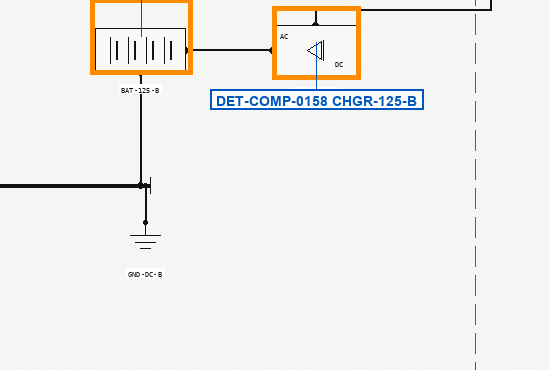 AC
DC
BAT-125-B
DET-COMP-0158 CHGR-125-B
GND-DC-B